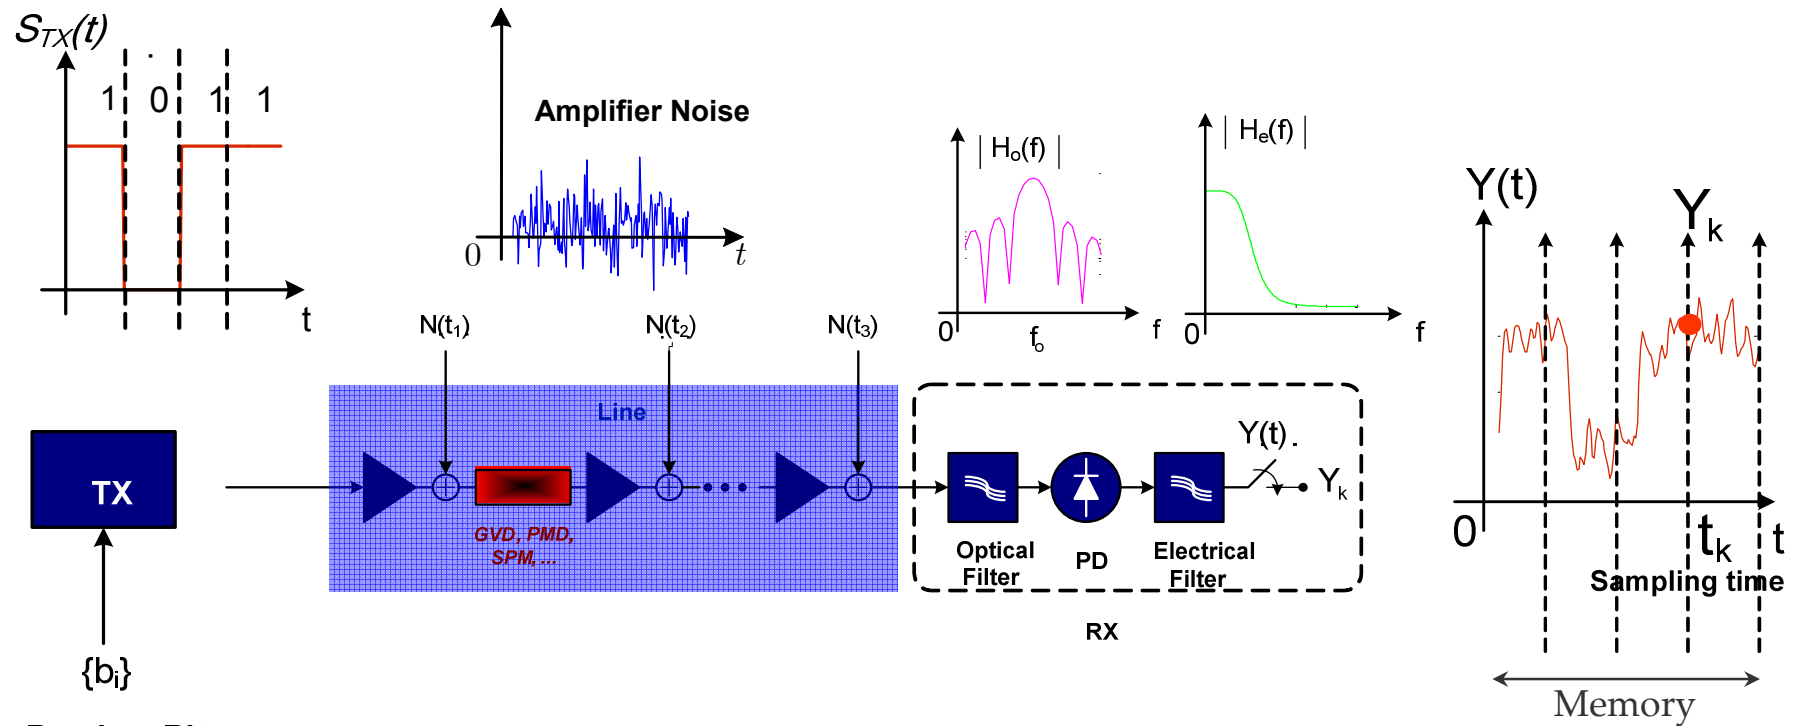 S_TX(t)
1 0 1 1
t
Amplifier Noise
0
t
| H_o(f) |
0
f_o
f
| H_e(f) |
0
f
Y(t)
Y_k
0
t_k
t
Sampling time
Memory
N(t_1)
N(t_2)
N(t_3)
Line
GVD, PMD,
SPM, ...
TX
{b_i}
Y(t)
Y_k
Optical
Filter
PD
Electrical
Filter
RX